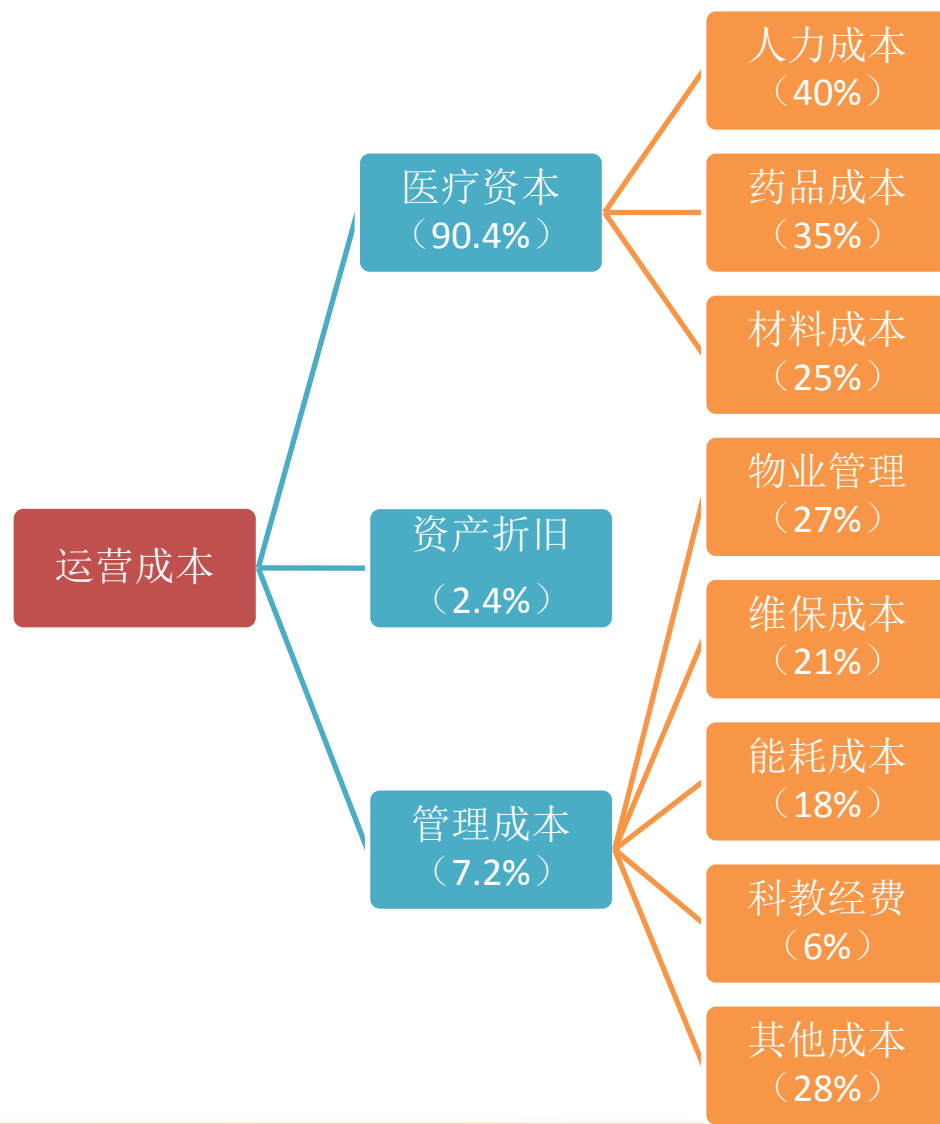 运营成本
医疗资本
（90.4%）
人力成本
（40%）
药品成本
（35%）
材料成本
（25%）
资产折旧
（2.4%）
管理成本
（7.2%）
物业管理
（27%）
维保成本
（21%）
能耗成本
（18%）
科教经费
（6%）
其他成本
（28%）